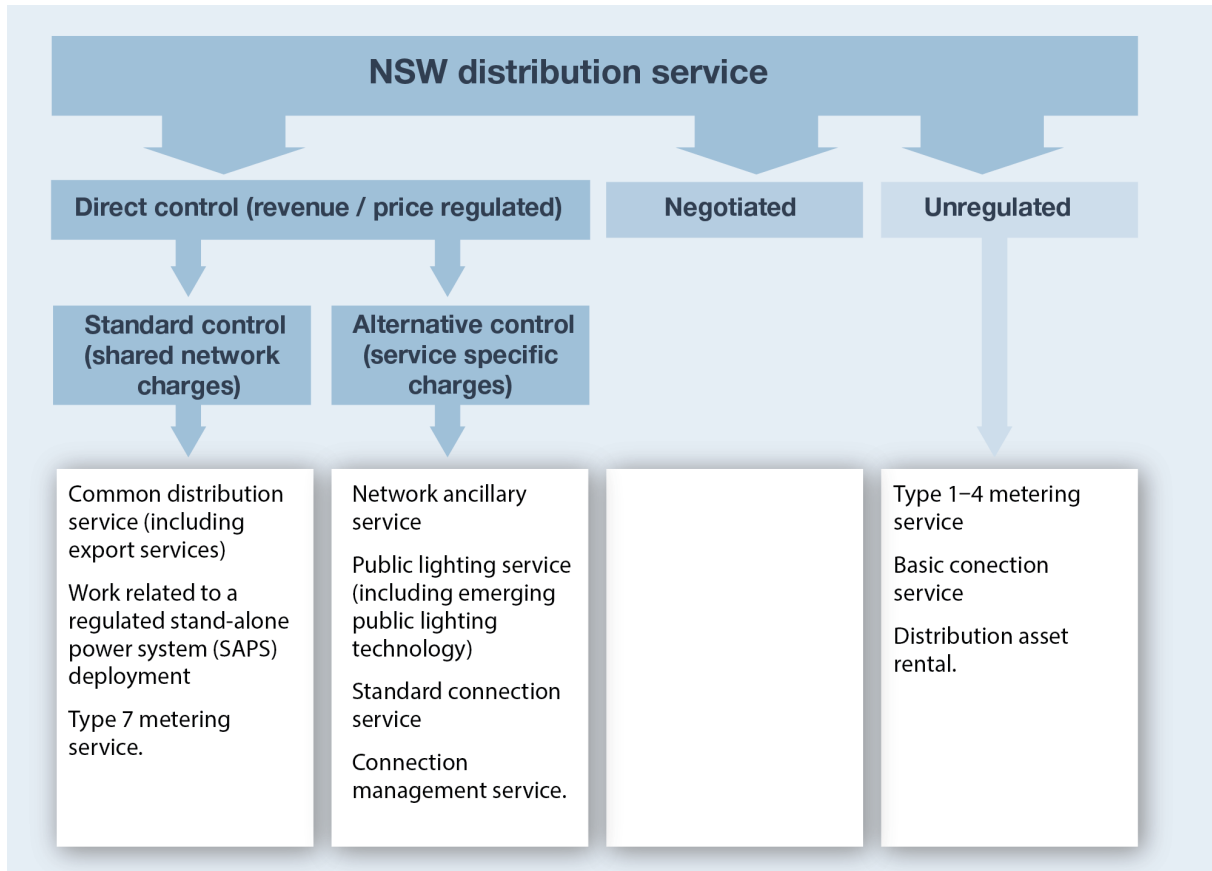 NSW distribution service
Direct control (revenue / price regulated)
Negotiated
Unregulated
Standard control
(shared network
charges)
Alternative control
(service specific
charges)
Common distribution
service (including
export services)
Work related to a
regulated stand-alone
power system (SAPS)
deployment
Type 7 metering
service.
Network ancillary
service
Public lighting service
(including emerging
public lighting
technology)
Standard connection
service
Connection
management service.
Type 1–4 metering
service
Basic conection
service
Distribution asset
rental.